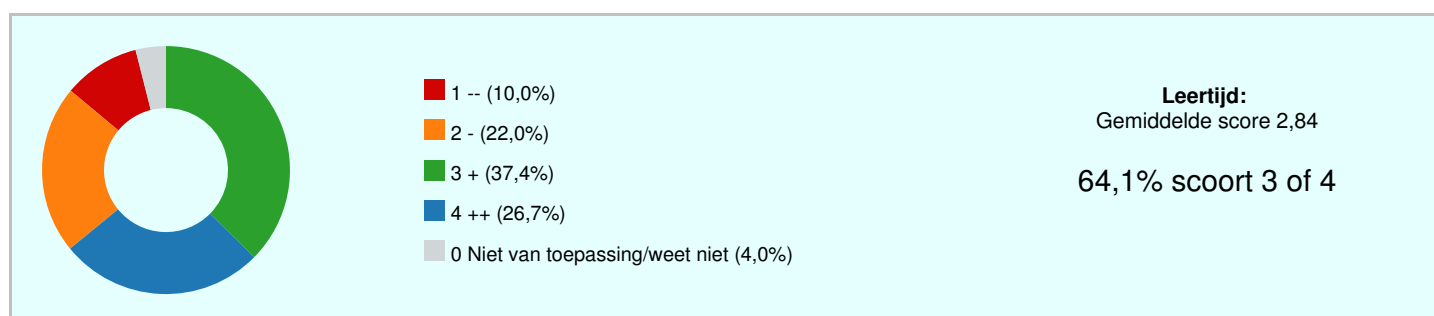 1 -- (10,0%)
2 - (22,0%)
3 + (37,4%)
4 ++ (26,7%)
0 Niet van toepassing/weet niet (4,0%)
Leertijd:
Gemiddelde score 2,84
64,1% scoort 3 of 4